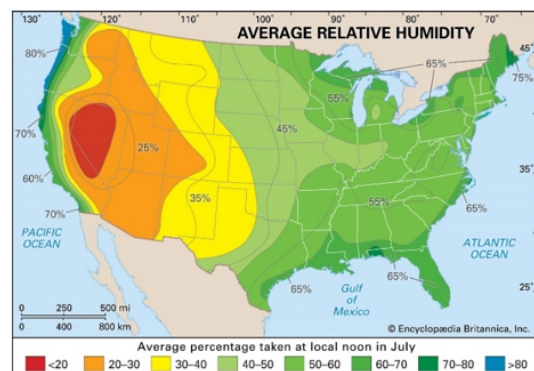 130° 120° 110° 100° 90° 80° 70°
AVERAGE RELATIVE HUMIDITY
80%
65%
45°
75%
55%
45%
70%
25%
35°
60%
35%
55%
65%
70%
PACIFIC
OCEAN
ATLANTIC
OCEAN
65%
65%
25°
Gulf
of
Mexico
0 250 500 mi
0 400 800 km
© Encyclopædia Britannica, Inc.
Average percentage taken at local noon in July
<20 20–30 30–40 40–50 50–60 60–70 70–80 >80